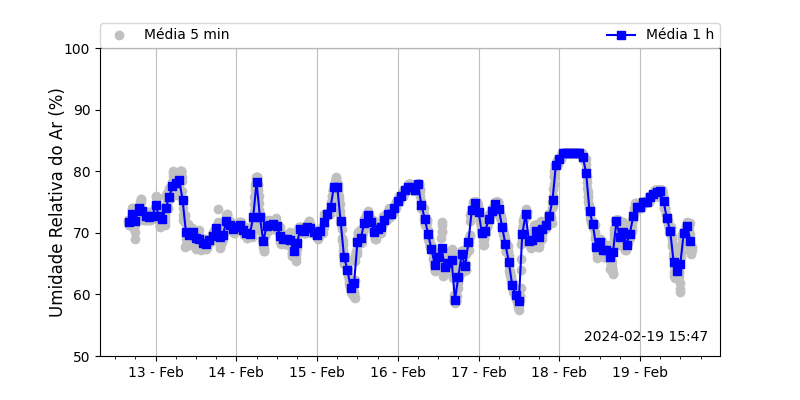 Média 5 min
Média 1 h
Umidade Relativa do Ar (%)
100
90
80
70
60
50
2024-02-19 15:47
13 - Feb
14 - Feb
15 - Feb
16 - Feb
17 - Feb
18 - Feb
19 - Feb